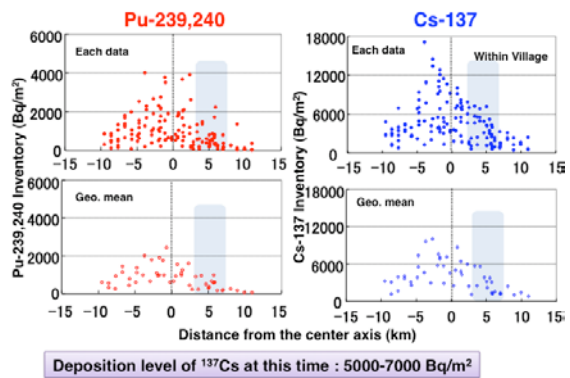 Pu-239,240
Cs-137
Pu-239,240 Inventory (Bq/m²)
6000
4000
2000
0
Each data
−15 −10 −5 0 5 10 15
6000
4000
2000
0
Geo. mean
−15 −10 −5 0 5 10 15
Cs-137 Inventory (Bq/m²)
18000
12000
6000
0
Each data
Within Village
−15 −10 −5 0 5 10 15
18000
12000
6000
0
Geo. mean
−15 −10 −5 0 5 10 15
Distance from the center axis (km)
Deposition level of ¹³⁷Cs at this time : 5000-7000 Bq/m²